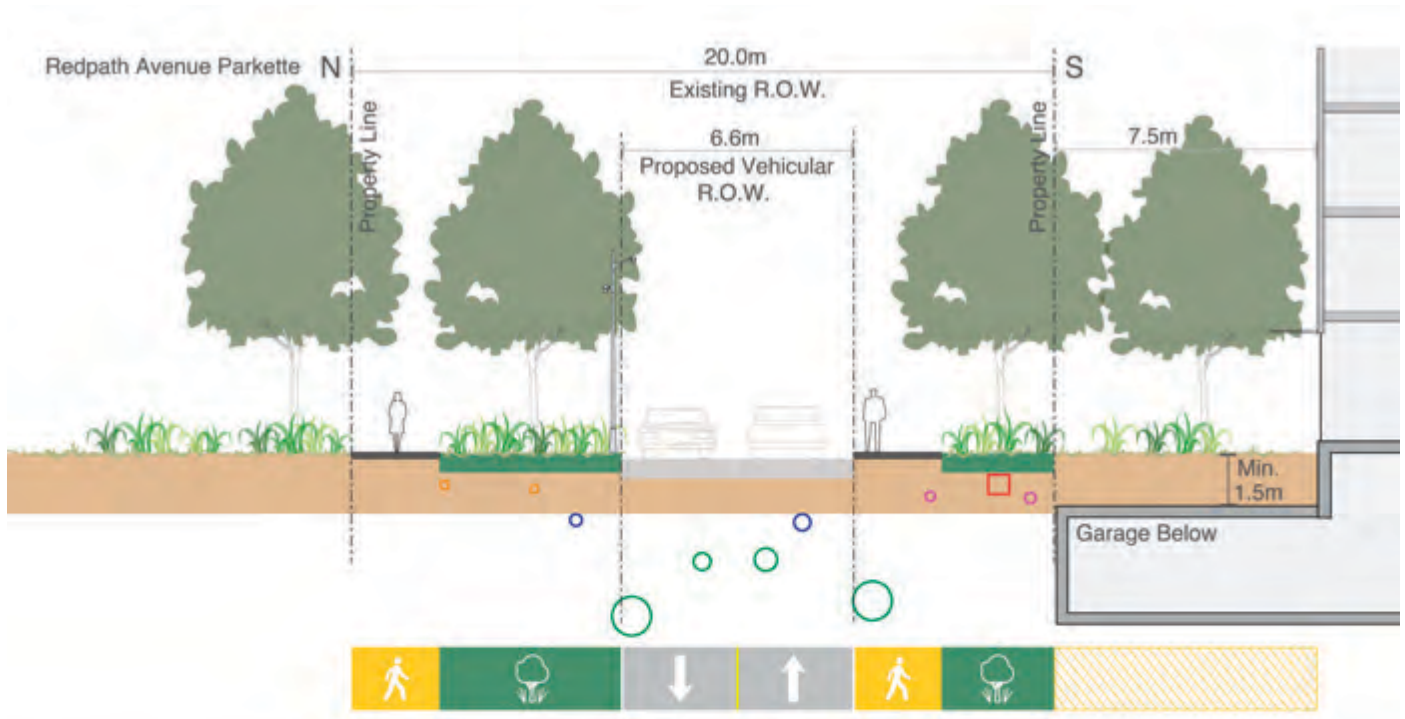 Redpath Avenue Parkette
N
20.0m
S
Existing R.O.W.
Property Line
6.6m
Proposed Vehicular
R.O.W.
Property Line
7.5m
Min.
1.5m
Garage Below